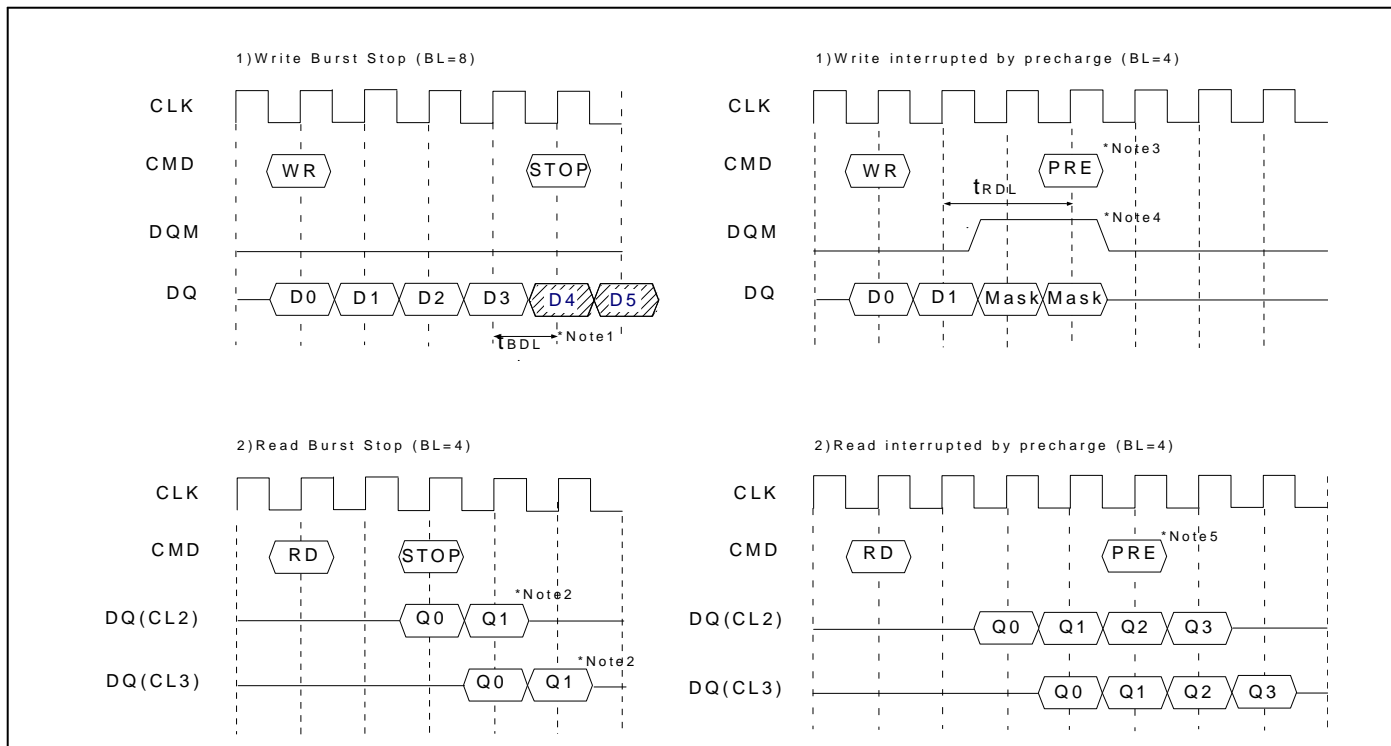 1)Write Burst Stop (BL=8)
CLK
CMD WR STOP
DQM
DQ D0 D1 D2 D3 D4 D5
tBDL *Note1
1)Write interrupted by precharge (BL=4)
CLK
CMD WR PRE *Note3
tRDL
DQM *Note4
DQ D0 D1 Mask Mask
2)Read Burst Stop (BL=4)
CLK
CMD RD STOP
DQ(CL2) Q0 Q1 *Note2
DQ(CL3) Q0 Q1 *Note2
2)Read interrupted by precharge (BL=4)
CLK
CMD RD PRE *Note5
DQ(CL2) Q0 Q1 Q2 Q3
DQ(CL3) Q0 Q1 Q2 Q3